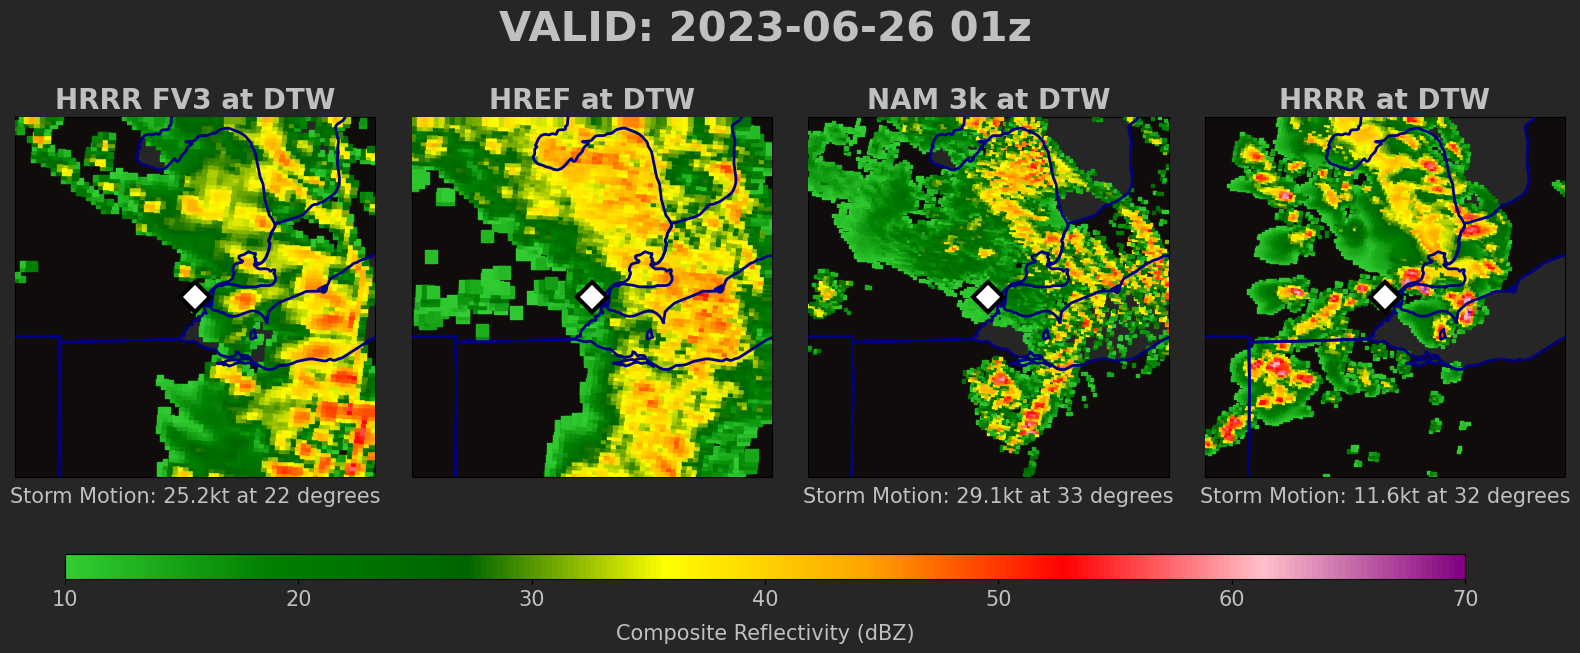 VALID: 2023-06-26 01z
HRRR FV3 at DTW
HREF at DTW
NAM 3k at DTW
HRRR at DTW
Storm Motion: 25.2kt at 22 degrees
Storm Motion: 29.1kt at 33 degrees
Storm Motion: 11.6kt at 32 degrees
10 20 30 40 50 60 70
Composite Reflectivity (dBZ)